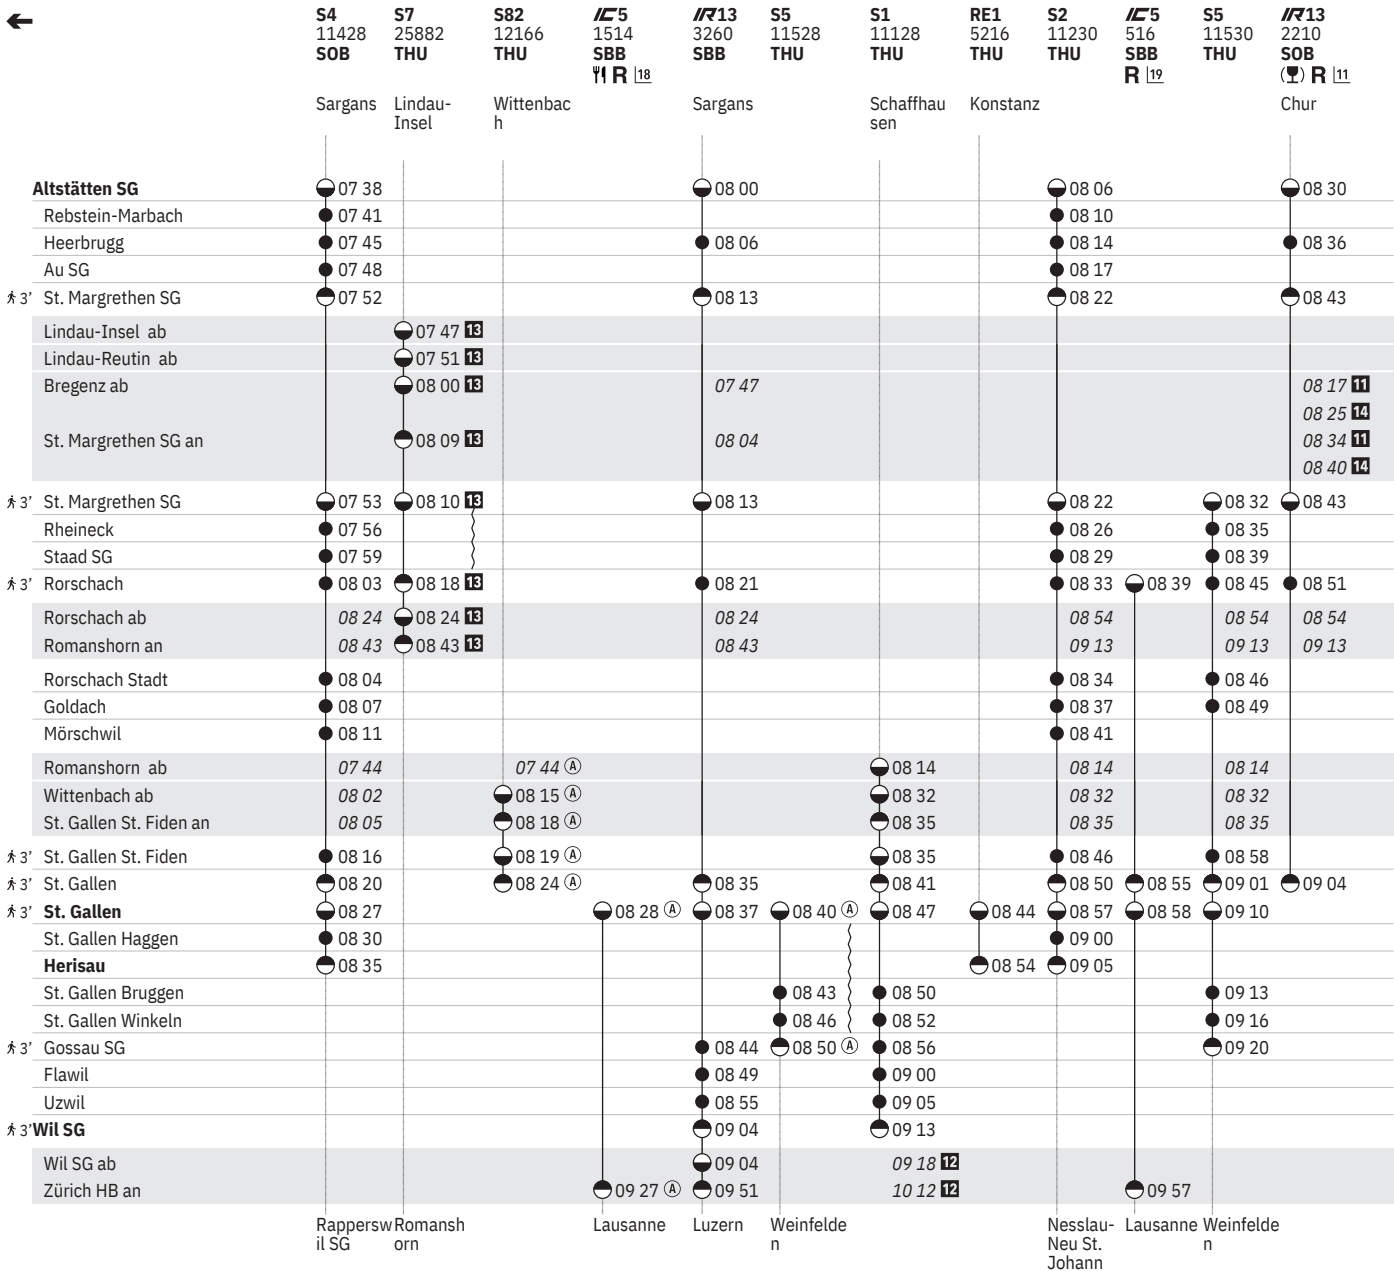 S4 S7 S82 IC5 IR13 S5 S1 RE1 S2 IC5 S5 IR13
11428 25882 12166 1514 3260 11528 11128 5216 11230 516 11530 2210
SOB THU THU SBB SBB THU THU THU THU SBB THU SOB
R 18 R 19 R 11
Sargans Lindau- Wittenbac Sargans Schaffhau Konstanz Chur
Insel h sen
Altstätten SG 07 38 08 00 08 06 08 30
Rebstein-Marbach 07 41 08 10
Heerbrugg 07 45 08 06 08 14 08 36
Au SG 07 48 08 17
3' St. Margrethen SG 07 52 08 13 08 22 08 43
Lindau-Insel ab 07 47 13
Lindau-Reutin ab 07 51 13
Bregenz ab 08 00 13 07 47 08 17 11
08 25 14
St. Margrethen SG an 08 09 13 08 04 08 34 11
08 40 14
3' St. Margrethen SG 07 53 08 10 13 08 13 08 22 08 32 08 43
Rheineck 07 56 08 26 08 35
Staad SG 07 59 08 29 08 39
3' Rorschach 08 03 08 18 13 08 21 08 33 08 39 08 45 08 51
Rorschach ab 08 24 08 24 13 08 24 08 54 08 54 08 54
Romanshorn an 08 43 08 43 13 08 43 09 13 09 13 09 13
Rorschach Stadt 08 04 08 34 08 46
Goldach 08 07 08 37 08 49
Mörschwil 08 11 08 41
Romanshorn ab 07 44 07 44 A 08 14 08 14 08 14
Wittenbach ab 08 02 08 15 A 08 32 08 32 08 32
St. Gallen St. Fiden an 08 05 08 18 A 08 35 08 35 08 35
3' St. Gallen St. Fiden 08 16 08 19 A 08 35 08 46 08 58
3' St. Gallen 08 20 08 24 A 08 35 08 41 08 50 08 55 09 01 09 04
3' St. Gallen 08 27 08 28 A 08 37 08 40 A 08 47 08 44 08 57 08 58 09 10
St. Gallen Haggen 08 30 09 00
Herisau 08 35 08 54 09 05
St. Gallen Bruggen 08 43 08 50 09 13
St. Gallen Winkeln 08 46 08 52 09 16
3' Gossau SG 08 44 08 50 A 08 56 09 20
Flawil 08 49 09 00
Uzwil 08 55 09 05
3' Wil SG 09 04 09 13
Wil SG ab 09 04 09 18 12
Zürich HB an 09 27 A 09 51 10 12 12 09 57
Rappersw Romansh Lausanne Luzern Weinfelde Nesslau- Lausanne Weinfelde
il SG orn n Neu St. n
Johann